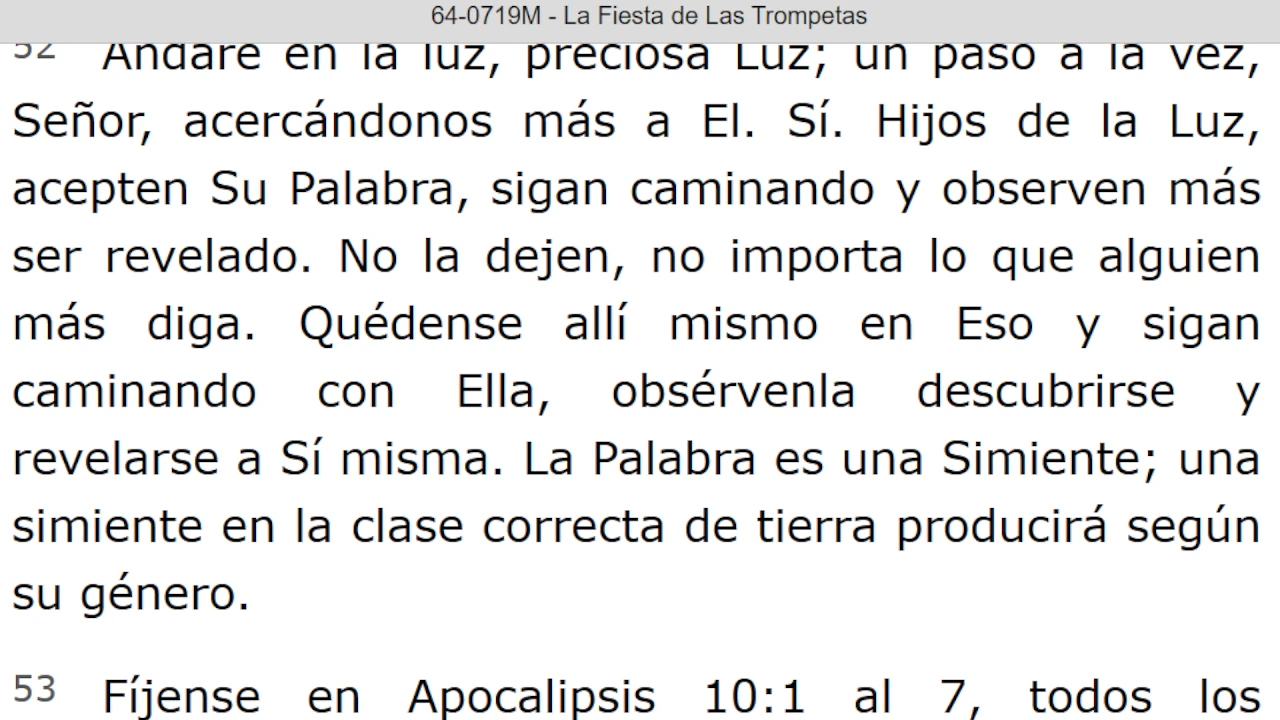 64-0719M - La Fiesta de Las Trompetas
52 Andaré en la luz, preciosa Luz; un paso a la vez,
Señor, acercándonos más a El. Sí. Hijos de la Luz,
acepten Su Palabra, sigan caminando y observen más
ser revelado. No la dejen, no importa lo que alguien
más diga. Quédense allí mismo en Eso y sigan
caminando con Ella, obsérvenla descubrirse y
revelarse a Sí misma. La Palabra es una Simiente; una
simiente en la clase correcta de tierra producirá según
su género.
53 Fíjense en Apocalipsis 10:1 al 7, todos los